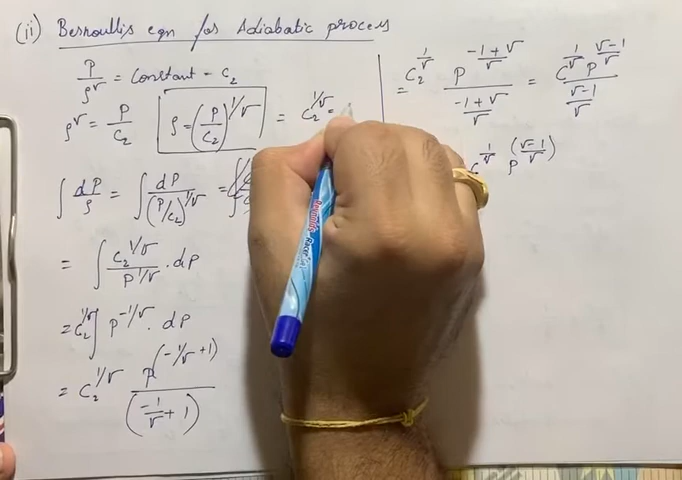 (ii) Bernoullis eqn for Adiabatic process
P/ρ^γ = Constant = C₂
ρ^γ = P/C₂   ρ = (P/C₂)^1/γ = C₂^1/γ =
∫ dP/ρ = ∫ dP/(P/C₂)^1/γ =
= ∫ C₂^1/γ / P^1/γ . dP
= C₂^1/γ ∫ P^-1/γ . dP
= C₂^1/γ P^(-1/γ + 1) / (-1/γ + 1)
= C₂^1/γ P^(-1+γ)/γ / (-1+γ)/γ = C^1/γ P^(γ-1)/γ / (γ-1)/γ
C^1/γ P^(γ-1)/γ